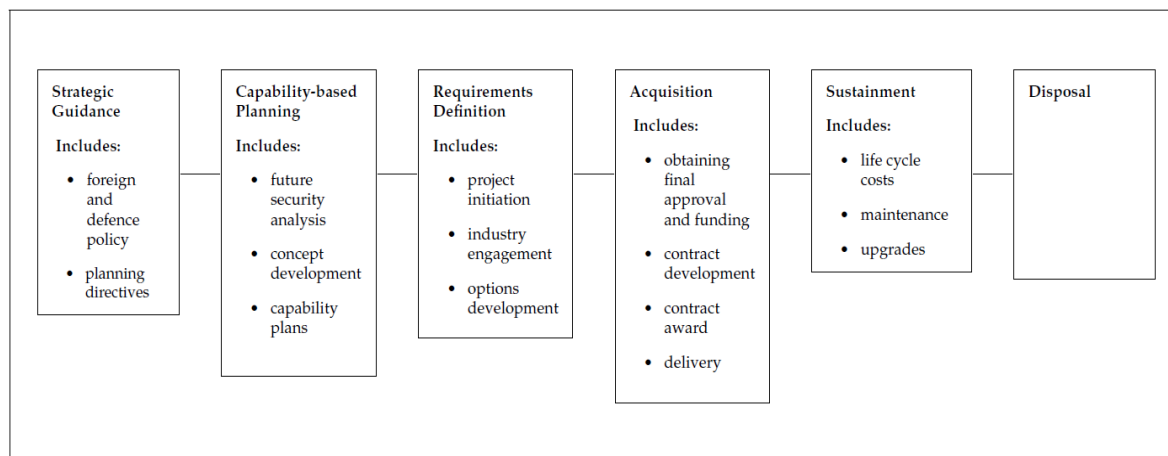 Strategic
Guidance
Includes:
• foreign
and
defence
policy
• planning
directives
Capability-based
Planning
Includes:
• future
security
analysis
• concept
development
• capability
plans
Requirements
Definition
Includes:
• project
initiation
• industry
engagement
• options
development
Acquisition
Includes:
• obtaining
final
approval
and funding
• contract
development
• contract
award
• delivery
Sustainment
Includes:
• life cycle
costs
• maintenance
• upgrades
Disposal